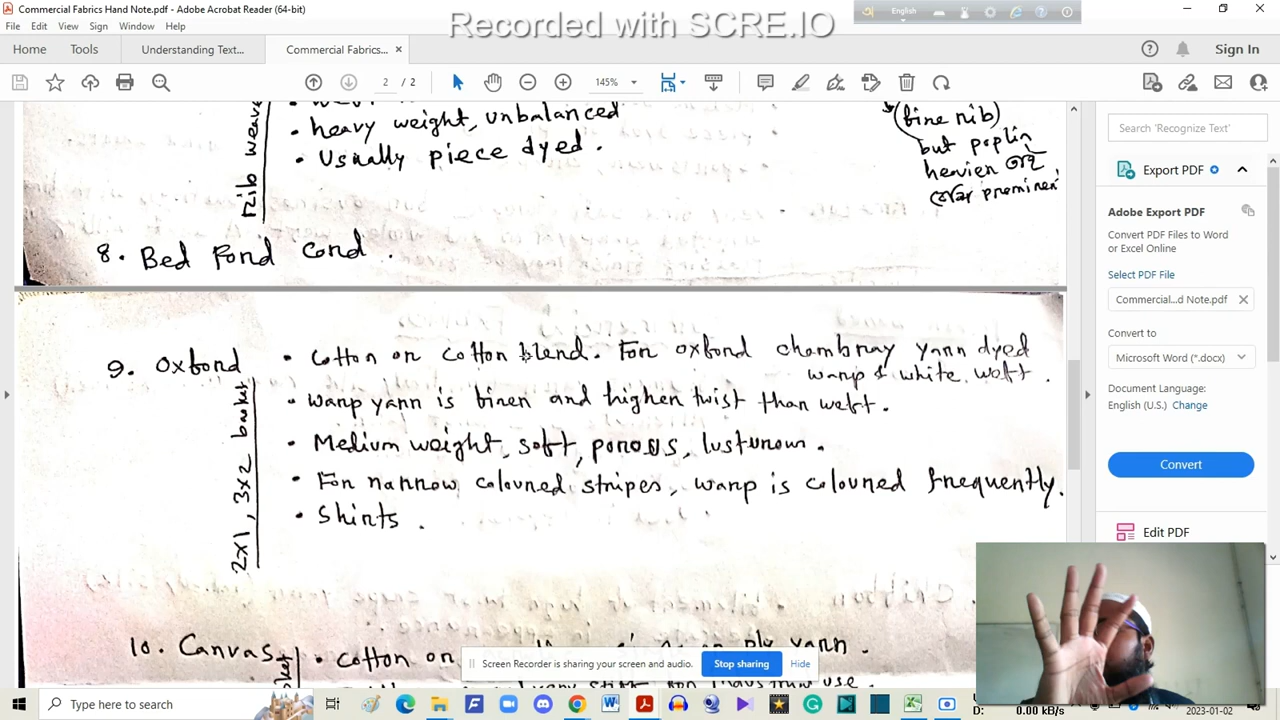 Commercial Fabrics Hand Note.pdf - Adobe Acrobat Reader (64-bit)
Recorded with SCRE.IO
English
File Edit View Sign Window Help
Home Tools Understanding Text... Commercial Fabrics... × Sign In
2 / 2 145%
• heavy weight, unbalanced
• Usually piece dyed.
Rib weave
(fine rib)
but poplin
heavier এর
prominen
8. Bed Ford Cord.
9. Oxford
2x1, 3x2 basket
• Cotton or cotton blend. For oxford chambray yarn dyed
warp & white weft.
• warp yarn is finer and higher twist than weft.
• Medium weight, soft, porous, lusturous.
• For narrow coloured stripes, warp is coloured frequently.
• Shirts.
10. Canvas
• Cotton or
ply yarn.
use.
Search 'Recognize Text'
Export PDF
Adobe Export PDF
Convert PDF Files to Word
or Excel Online
Select PDF File
Commercial...d Note.pdf
Convert to
Microsoft Word (*.docx)
Document Language:
English (U.S.) Change
Convert
Edit PDF
Screen Recorder is sharing your screen and audio. Stop sharing Hide
Type here to search
D: 0.00 kB/s
2023-01-02